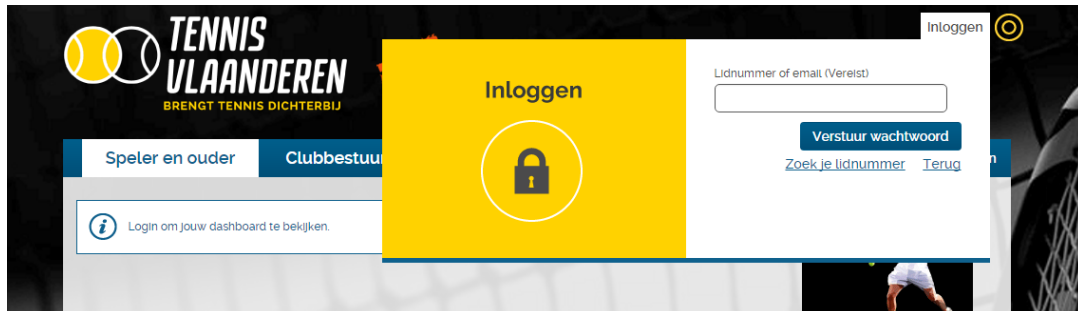 TENNIS
VLAANDEREN
BRENGT TENNIS DICHTERBIJ
Inloggen
Inloggen
Lidnummer of email (Vereist)
Verstuur wachtwoord
Zoek je lidnummer Terug
Speler en ouder Clubbestuu
Login om jouw dashboard te bekijken.